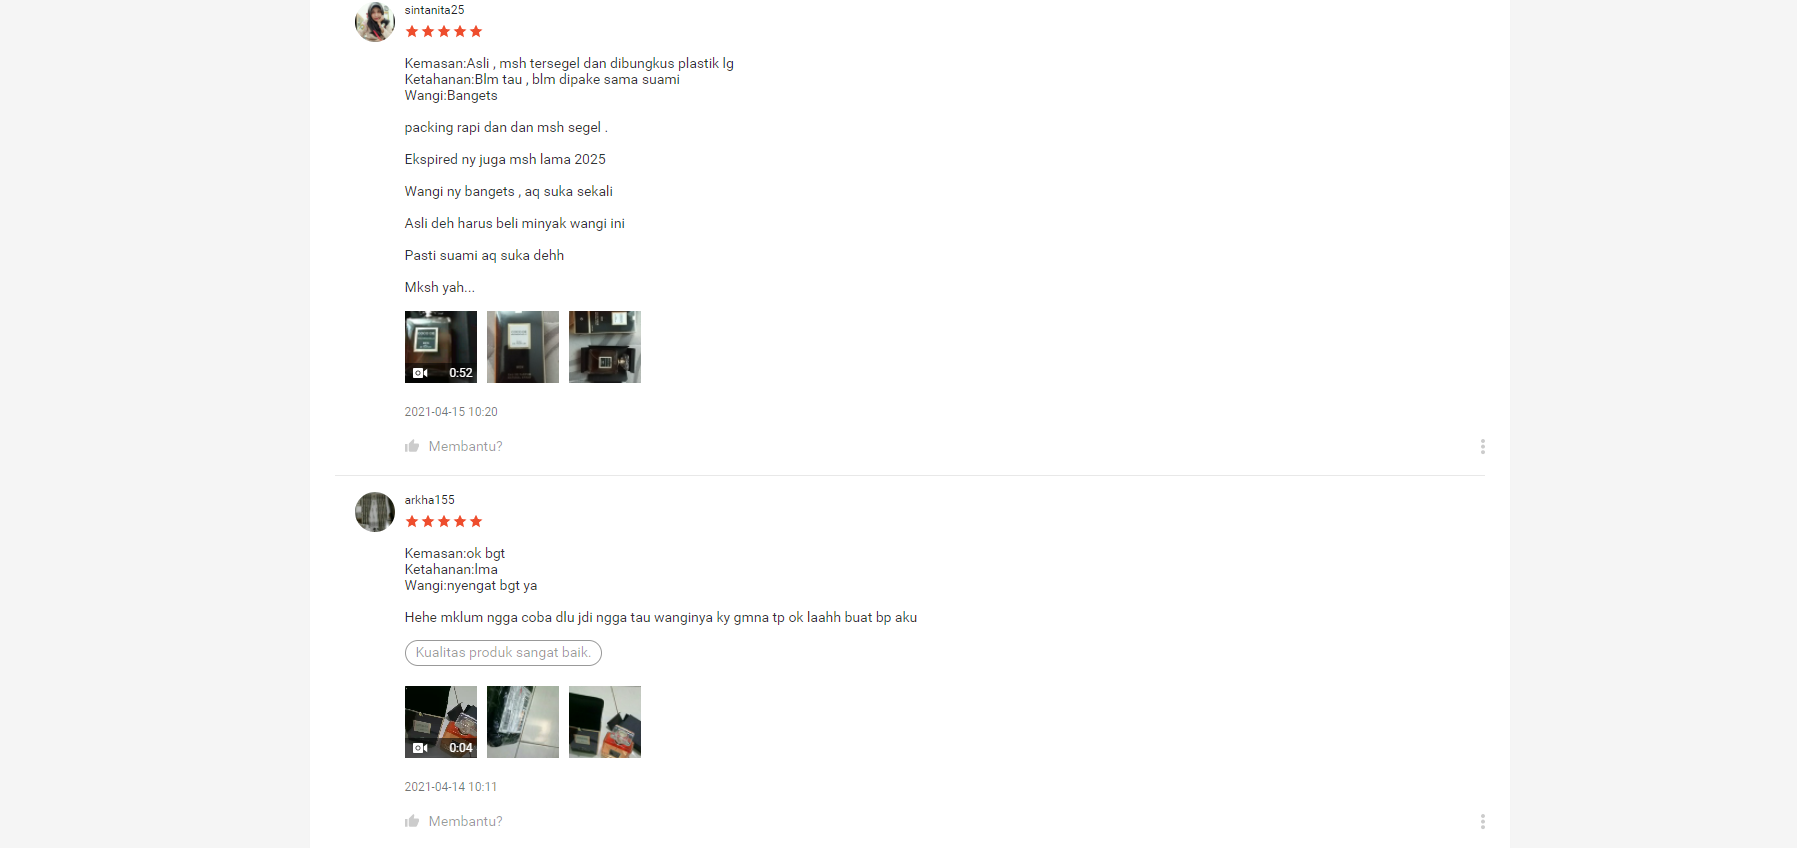 sintanita25
Kemasan:Asli , msh tersegel dan dibungkus plastik lg
Ketahanan:Blm tau , blm dipake sama suami
Wangi:Bangets
packing rapi dan dan msh segel .
Ekspired ny juga msh lama 2025
Wangi ny bangets , aq suka sekali
Asli deh harus beli minyak wangi ini
Pasti suami aq suka dehh
Mksh yah...
0:52
2021-04-15 10:20
Membantu?
arkha155
Kemasan:ok bgt
Ketahanan:lma
Wangi:nyengat bgt ya
Hehe mklum ngga coba dlu jdi ngga tau wanginya ky gmna tp ok laahh buat bp aku
Kualitas produk sangat baik.
0:04
2021-04-14 10:11
Membantu?